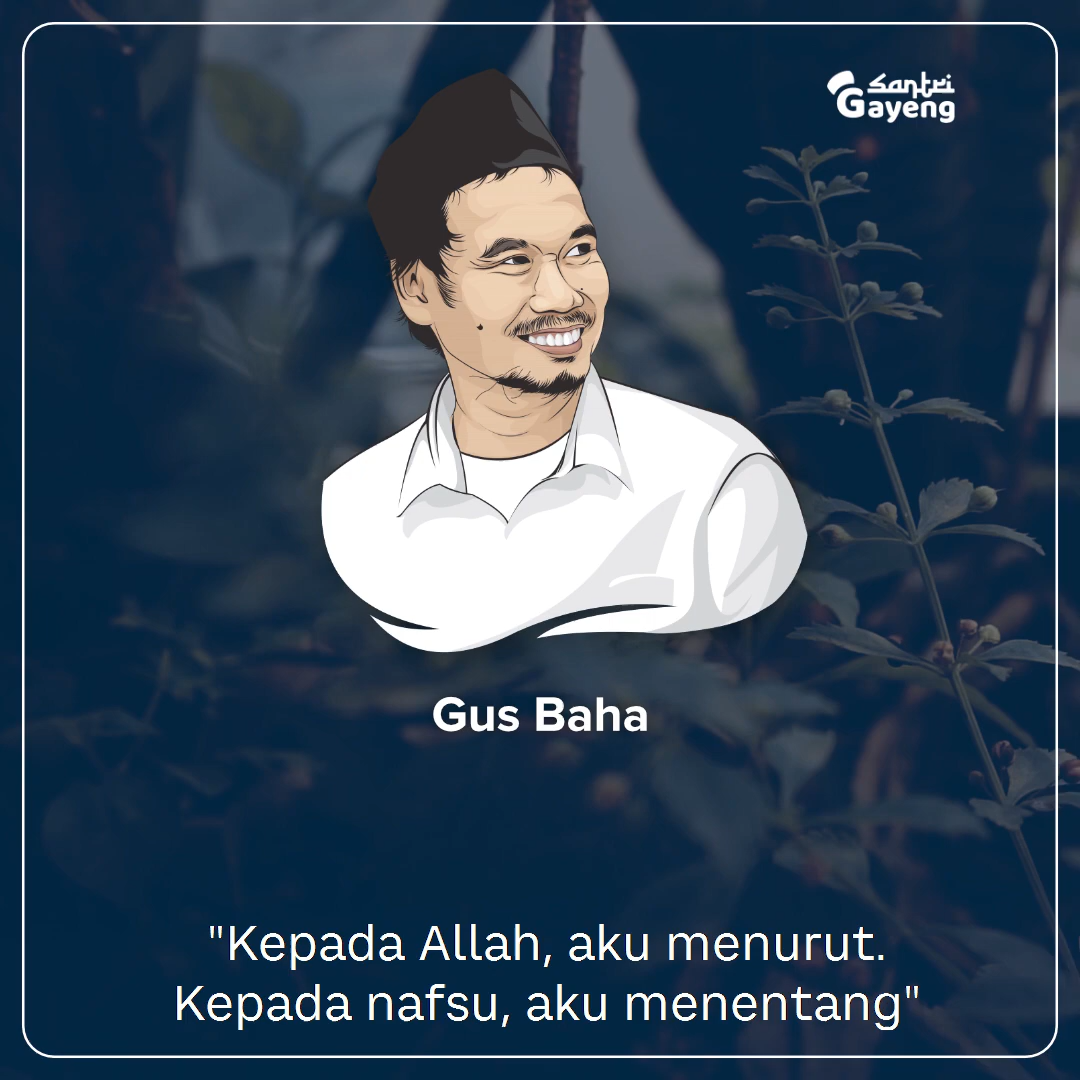 Santri
Gayeng
Gus Baha
"Kepada Allah, aku menurut.
Kepada nafsu, aku menentang"